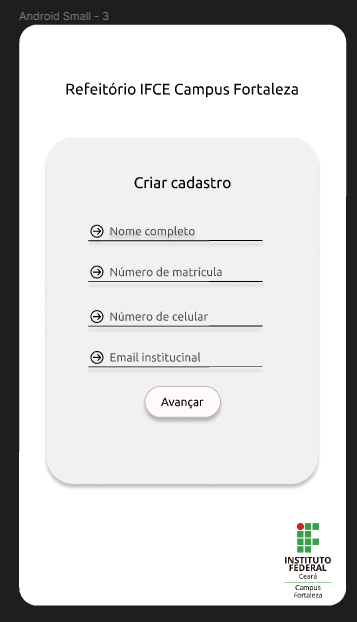 Android Small - 3
Refeitório IFCE Campus Fortaleza
Criar cadastro
Nome completo
Número de matrícula
Número de celular
Email institucinal
Avançar
INSTITUTO
FEDERAL
Ceará
Campus
Fortaleza